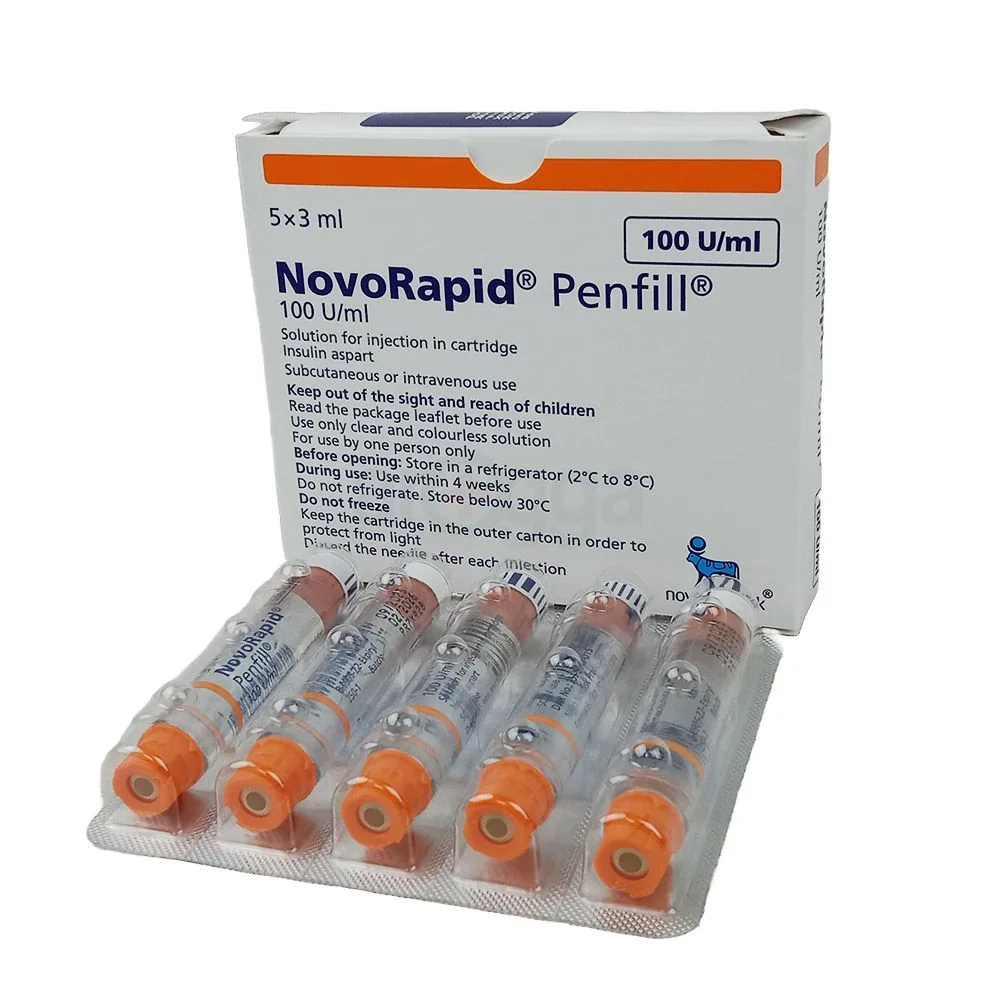 5×3 ml
100 U/ml
NovoRapid® Penfill®
100 U/ml
Solution for injection in cartridge
Insulin aspart
Subcutaneous or intravenous use
Keep out of the sight and reach of children
Read the package leaflet before use
Use only clear and colourless solution
For use by one person only
Before opening: Store in a refrigerator (2°C to 8°C)
During use: Use within 4 weeks
Do not refrigerate. Store below 30°C
Do not freeze
Keep the cartridge in the outer carton in order to
protect from light
Discard the needle after each injection
100 U/ml
NovoRapid®
Penfill®
100 U/ml